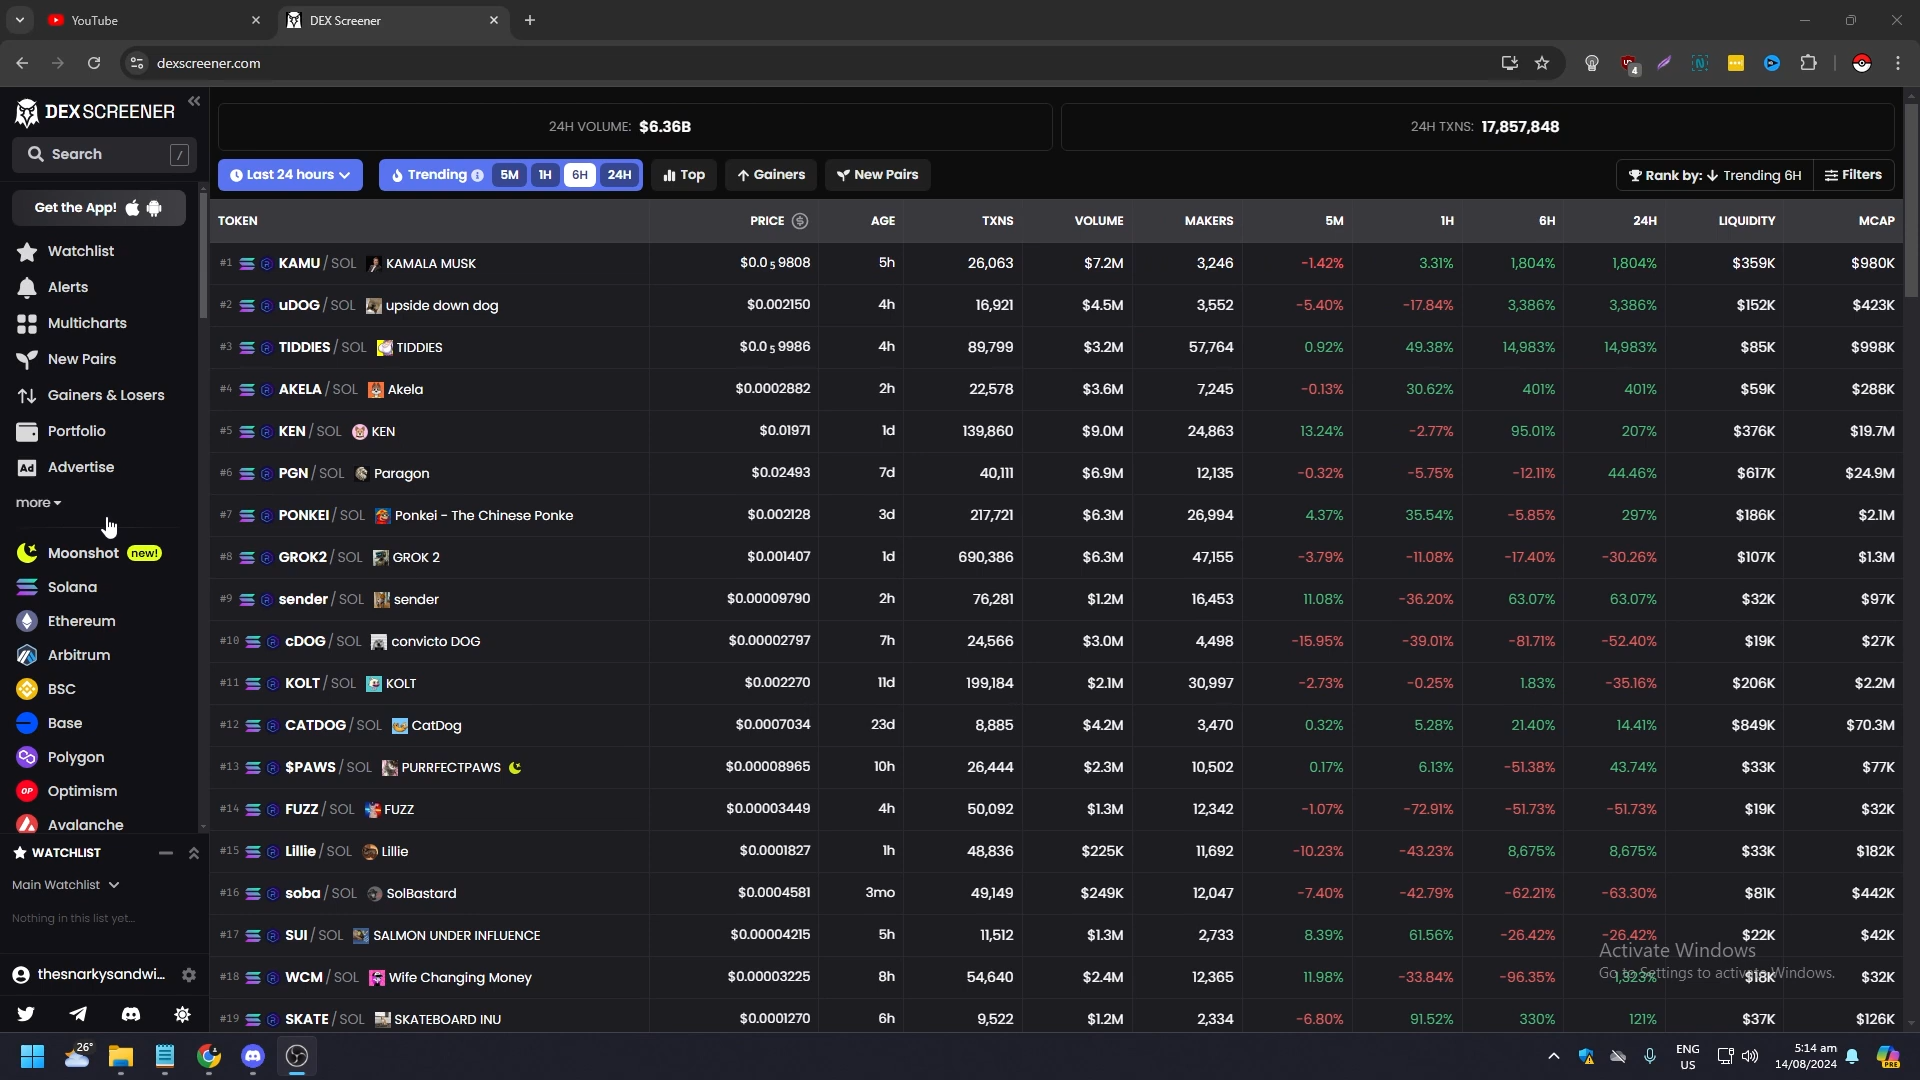 YouTube
DEX Screener
dexscreener.com
4
DEXSCREENER
24H VOLUME: $6.36B
24H TXNS: 17,857,848
Search /
Last 24 hours
Trending 5M 1H 6H 24H
Top
Gainers
New Pairs
Rank by: Trending 6H
Filters
Get the App!
Watchlist
Alerts
Multicharts
New Pairs
Gainers & Losers
Portfolio
Ad Advertise
more
Moonshot new!
Solana
Ethereum
Arbitrum
BSC
Base
Polygon
OP Optimism
Avalanche
WATCHLIST
Main Watchlist
Nothing in this list yet...
thesnarkysandwi...
TOKEN PRICE AGE TXNS VOLUME MAKERS 5M 1H 6H 24H LIQUIDITY MCAP
#1 KAMU / SOL KAMALA MUSK $0.0₅9808 5h 26,063 $7.2M 3,246 -1.42% 3.31% 1,804% 1,804% $359K $980K
#2 uDOG / SOL upside down dog $0.002150 4h 16,921 $4.5M 3,552 -5.40% -17.84% 3,386% 3,386% $152K $423K
#3 TIDDIES / SOL TIDDIES $0.0₅9986 4h 89,799 $3.2M 57,764 0.92% 49.38% 14,983% 14,983% $85K $998K
#4 AKELA / SOL Akela $0.0002882 2h 22,578 $3.6M 7,245 -0.13% 30.62% 401% 401% $59K $288K
#5 KEN / SOL KEN $0.01971 1d 139,860 $9.0M 24,863 13.24% -2.77% 95.01% 207% $376K $19.7M
#6 PGN / SOL Paragon $0.02493 7d 40,111 $6.9M 12,135 -0.32% -5.75% -12.11% 44.46% $617K $24.9M
#7 PONKEI / SOL Ponkei - The Chinese Ponke $0.002128 3d 217,721 $6.3M 26,994 4.37% 35.54% -5.85% 297% $186K $2.1M
#8 GROK2 / SOL GROK 2 $0.001407 1d 690,386 $6.3M 47,155 -3.79% -11.08% -17.40% -30.26% $107K $1.3M
#9 sender / SOL sender $0.00009790 2h 76,281 $1.2M 16,453 11.08% -36.20% 63.07% 63.07% $32K $97K
#10 cDOG / SOL convicto DOG $0.00002797 7h 24,566 $3.0M 4,498 -15.95% -39.01% -81.71% -52.40% $19K $27K
#11 KOLT / SOL KOLT $0.002270 11d 199,184 $2.1M 30,997 -2.73% -0.25% 1.83% -35.16% $206K $2.2M
#12 CATDOG / SOL CatDog $0.0007034 23d 8,885 $4.2M 3,470 0.32% 5.28% 21.40% 14.41% $849K $70.3M
#13 $PAWS / SOL PURRFECTPAWS $0.00008965 10h 26,444 $2.3M 10,502 0.17% 6.13% -51.38% 43.74% $33K $77K
#14 FUZZ / SOL FUZZ $0.00003449 4h 50,092 $1.3M 12,342 -1.07% -72.91% -51.73% -51.73% $19K $32K
#15 Lillie / SOL Lillie $0.0001827 1h 48,836 $225K 11,692 -10.23% -43.23% 8,675% 8,675% $33K $182K
#16 soba / SOL SolBastard $0.0004581 3mo 49,149 $249K 12,047 -7.40% -42.79% -62.21% -63.30% $81K $442K
#17 SUI / SOL SALMON UNDER INFLUENCE $0.00004215 5h 11,512 $1.3M 2,733 8.39% 61.56% -26.42% -26.42% $22K $42K
#18 WCM / SOL Wife Changing Money $0.00003225 8h 54,640 $2.4M 12,365 11.98% -33.84% -96.35% 1,323% $18K $32K
#19 SKATE / SOL SKATEBOARD INU $0.0001270 6h 9,522 $1.2M 2,334 -6.80% 91.52% 330% 121% $37K $126K
Activate Windows
Go to Settings to activate Windows.
26°
ENG
US
5:14 am
14/08/2024
PRE